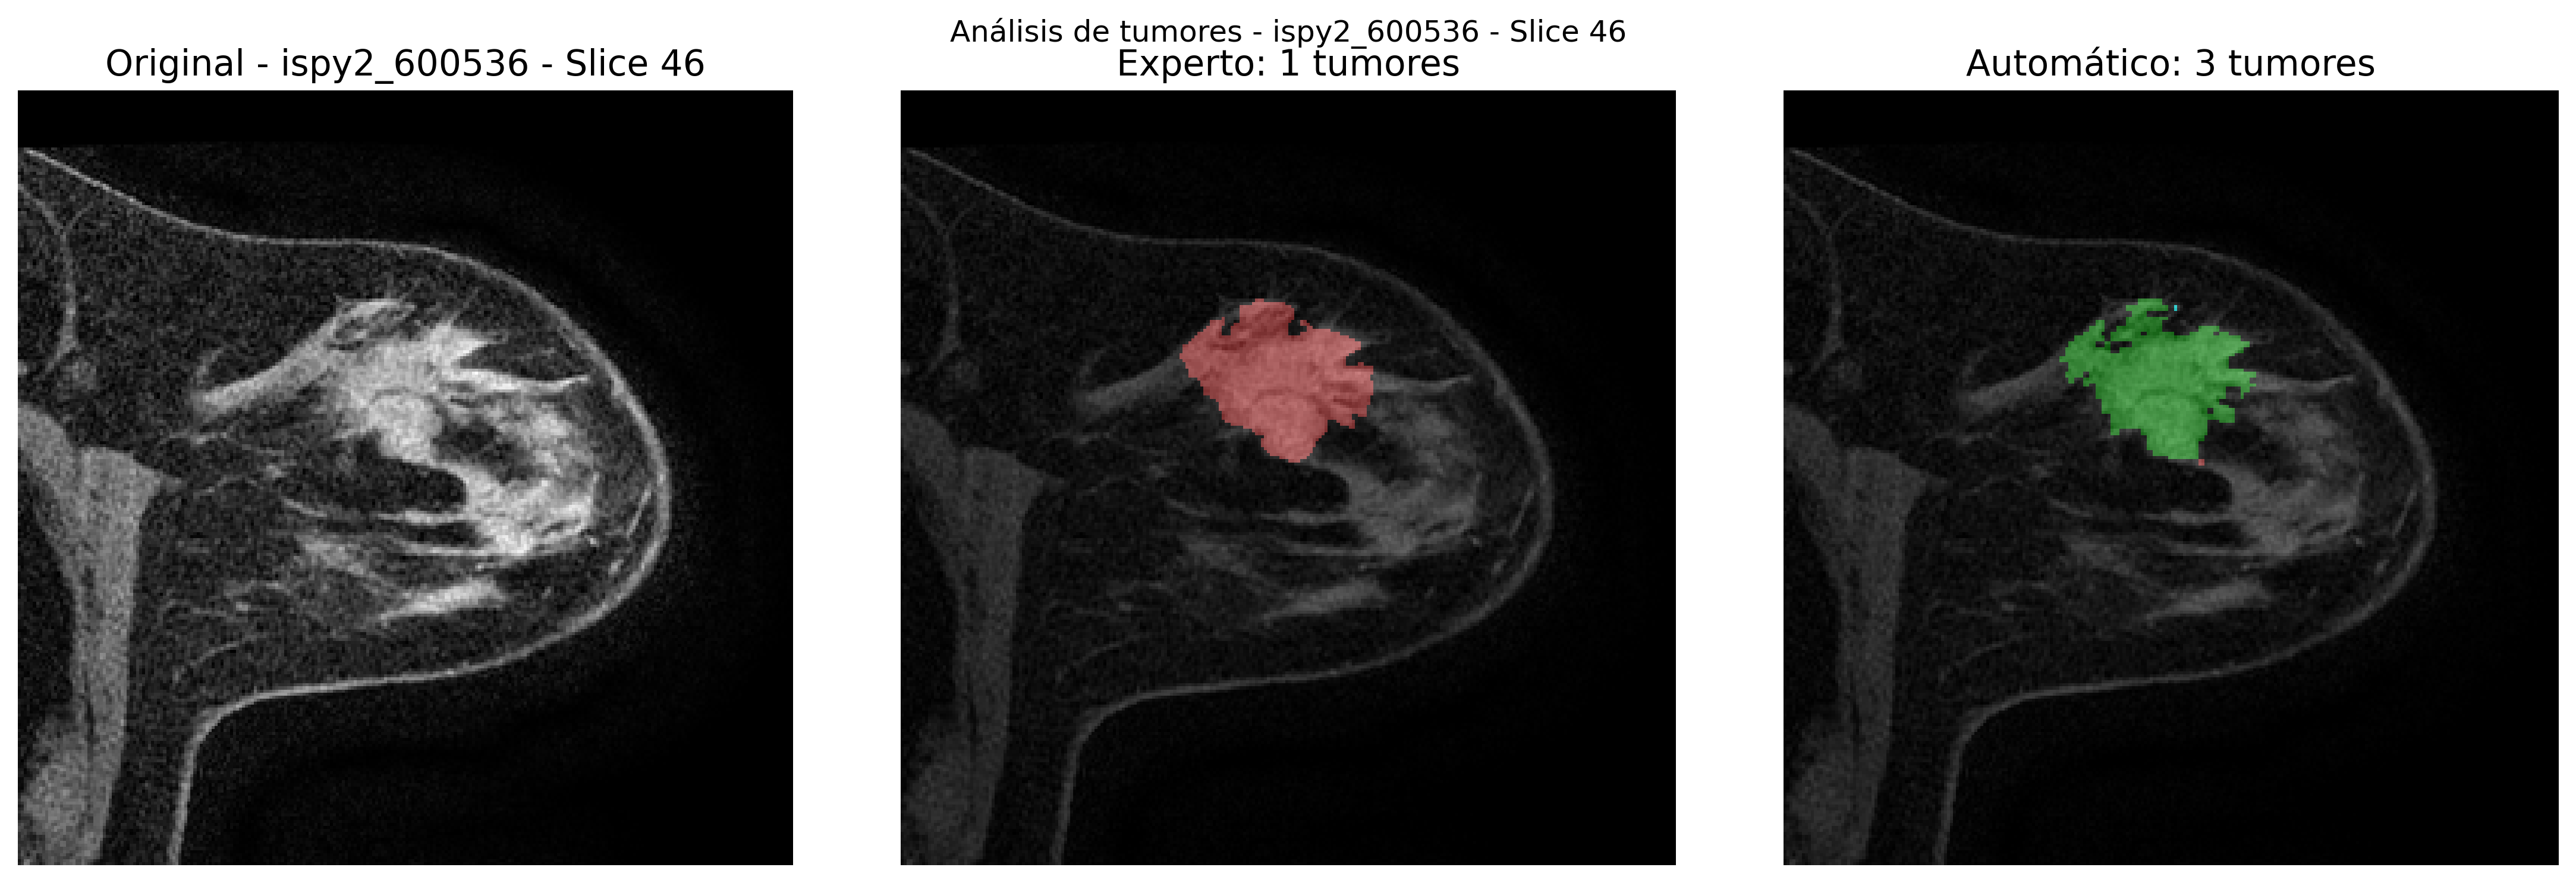 Análisis de tumores - ispy2_600536 - Slice 46
Original - ispy2_600536 - Slice 46
Experto: 1 tumores
Automático: 3 tumores